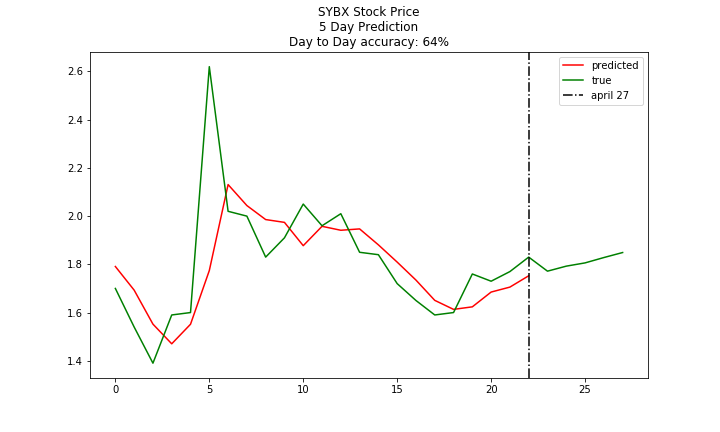 SYBX Stock Price
5 Day Prediction
Day to Day accuracy: 64%
predicted
true
april 27
2.6
2.4
2.2
2.0
1.8
1.6
1.4
0 5 10 15 20 25